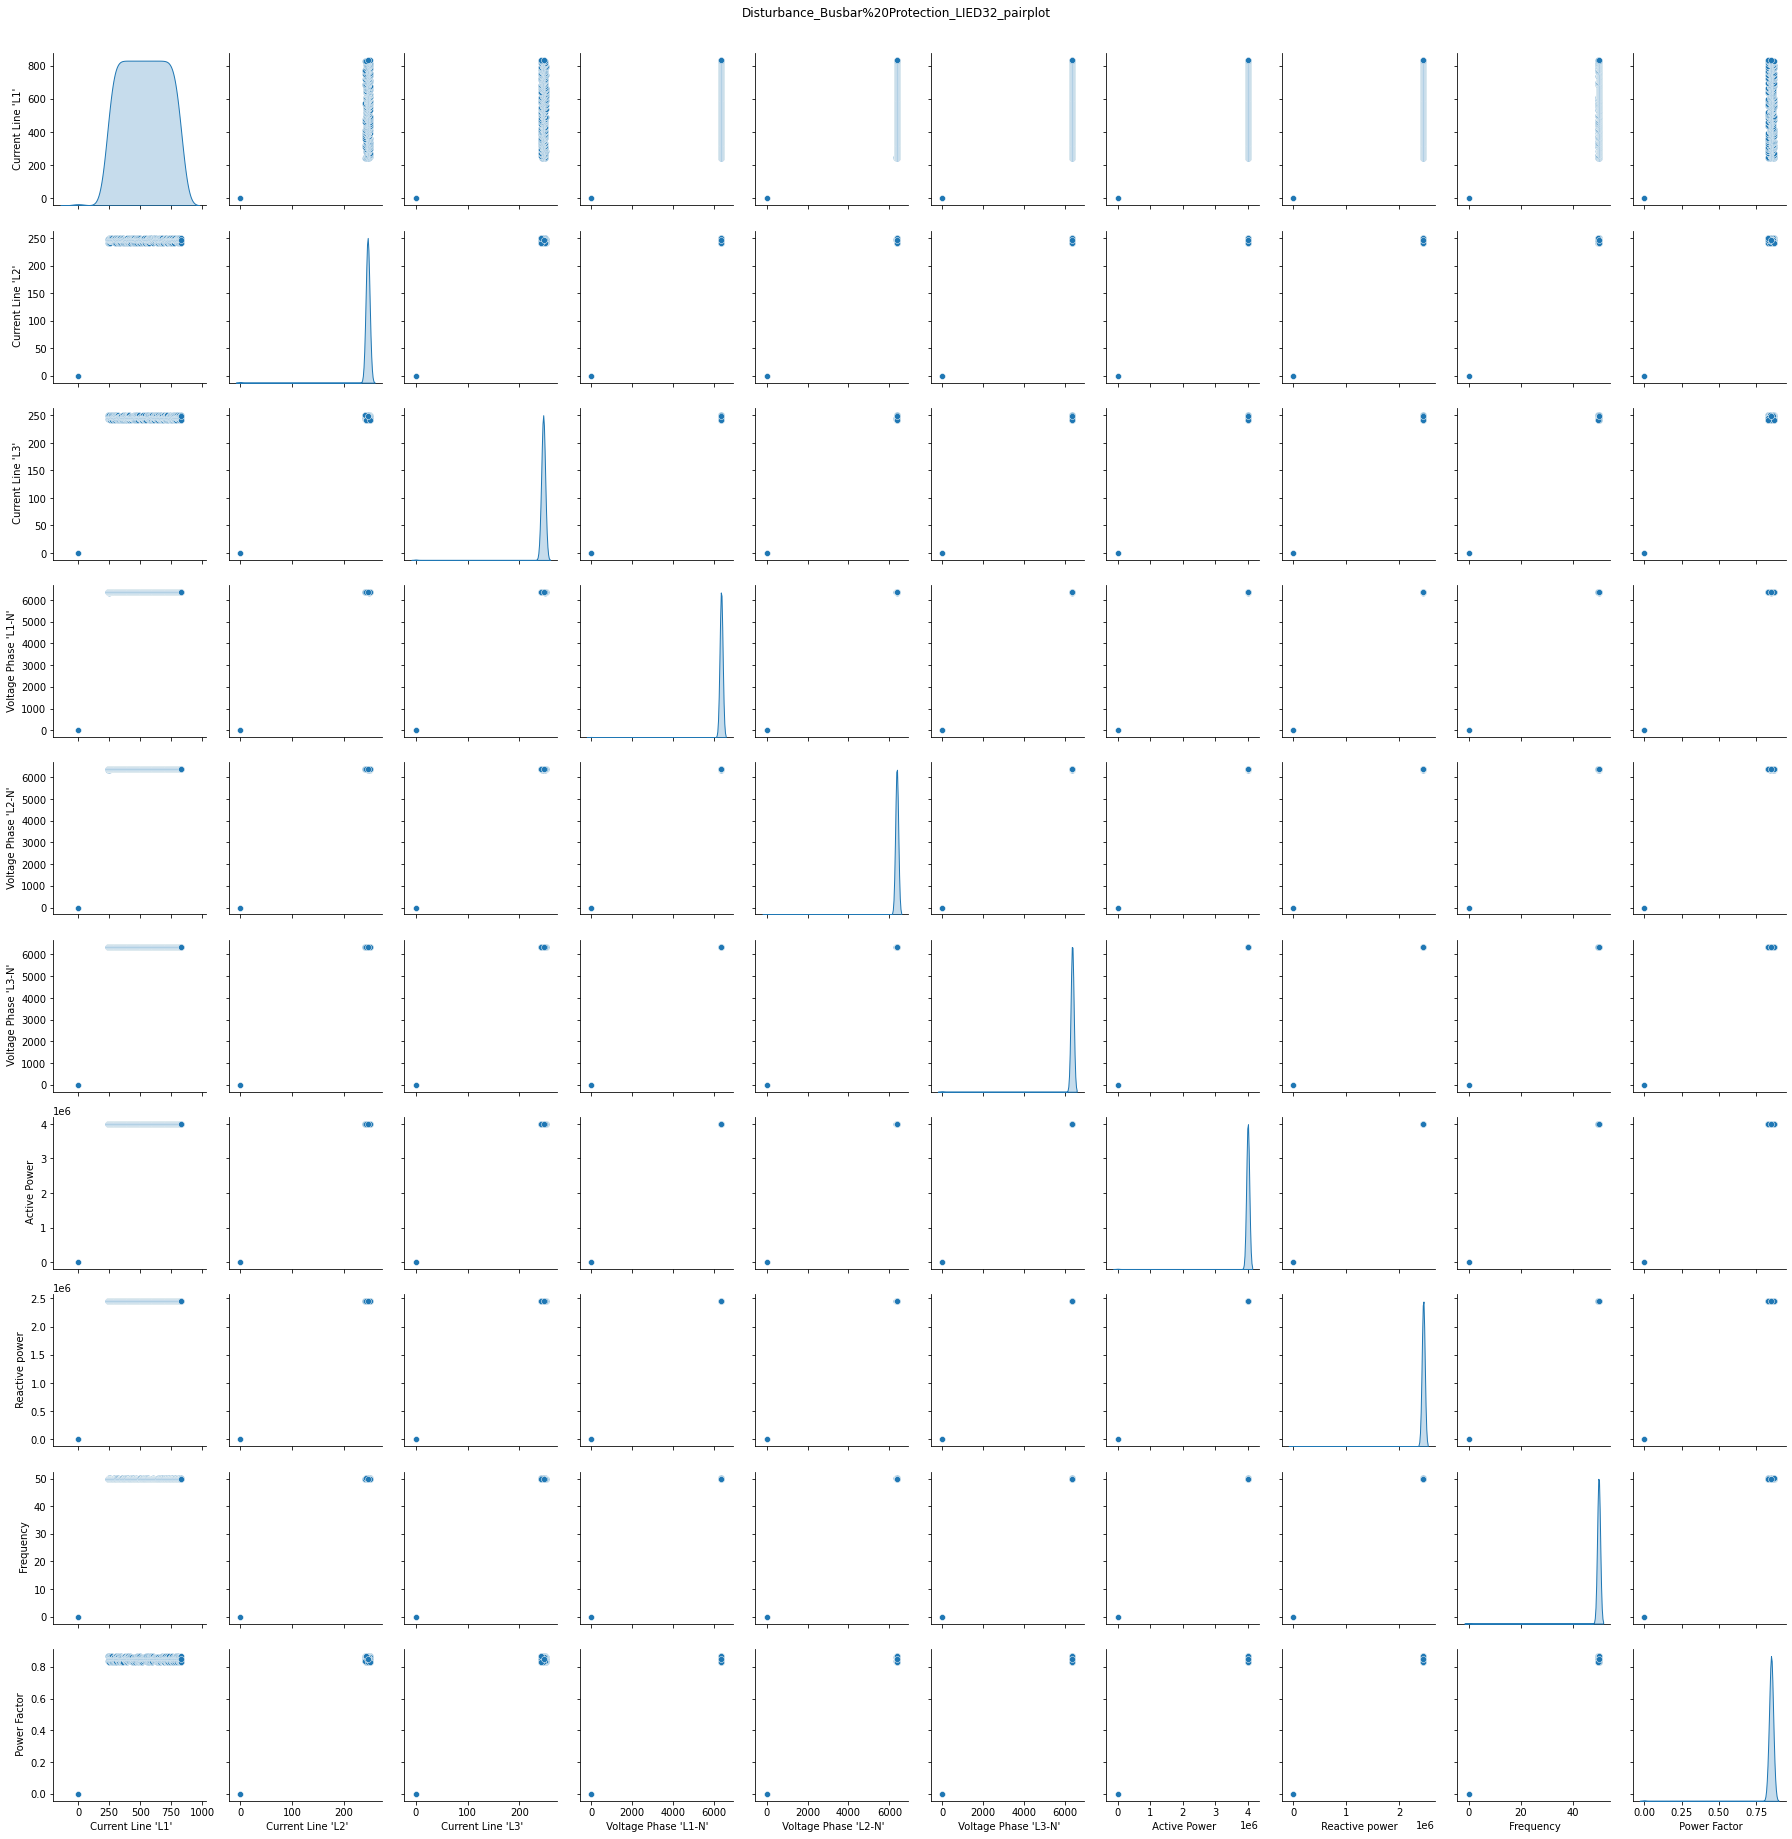 Disturbance_Busbar%20Protection_LIED32_pairplot
800
600
400
200
0
Current Line 'L1'
250
200
150
100
50
0
Current Line 'L2'
250
200
150
100
50
0
Current Line 'L3'
6000
5000
4000
3000
2000
1000
0
Voltage Phase 'L1-N'
6000
5000
4000
3000
2000
1000
0
Voltage Phase 'L2-N'
6000
5000
4000
3000
2000
1000
0
Voltage Phase 'L3-N'
1e6
4
3
2
1
0
Active Power
1e6
2.5
2.0
1.5
1.0
0.5
0.0
Reactive power
50
40
30
20
10
0
Frequency
0.8
0.6
0.4
0.2
0.0
Power Factor
0 250 500 750 1000
Current Line 'L1'
0 100 200
Current Line 'L2'
0 100 200
Current Line 'L3'
0 2000 4000 6000
Voltage Phase 'L1-N'
0 2000 4000 6000
Voltage Phase 'L2-N'
0 2000 4000 6000
Voltage Phase 'L3-N'
0 1 2 3 4
Active Power 1e6
0 1 2
Reactive power 1e6
0 20 40
Frequency
0.00 0.25 0.50 0.75
Power Factor